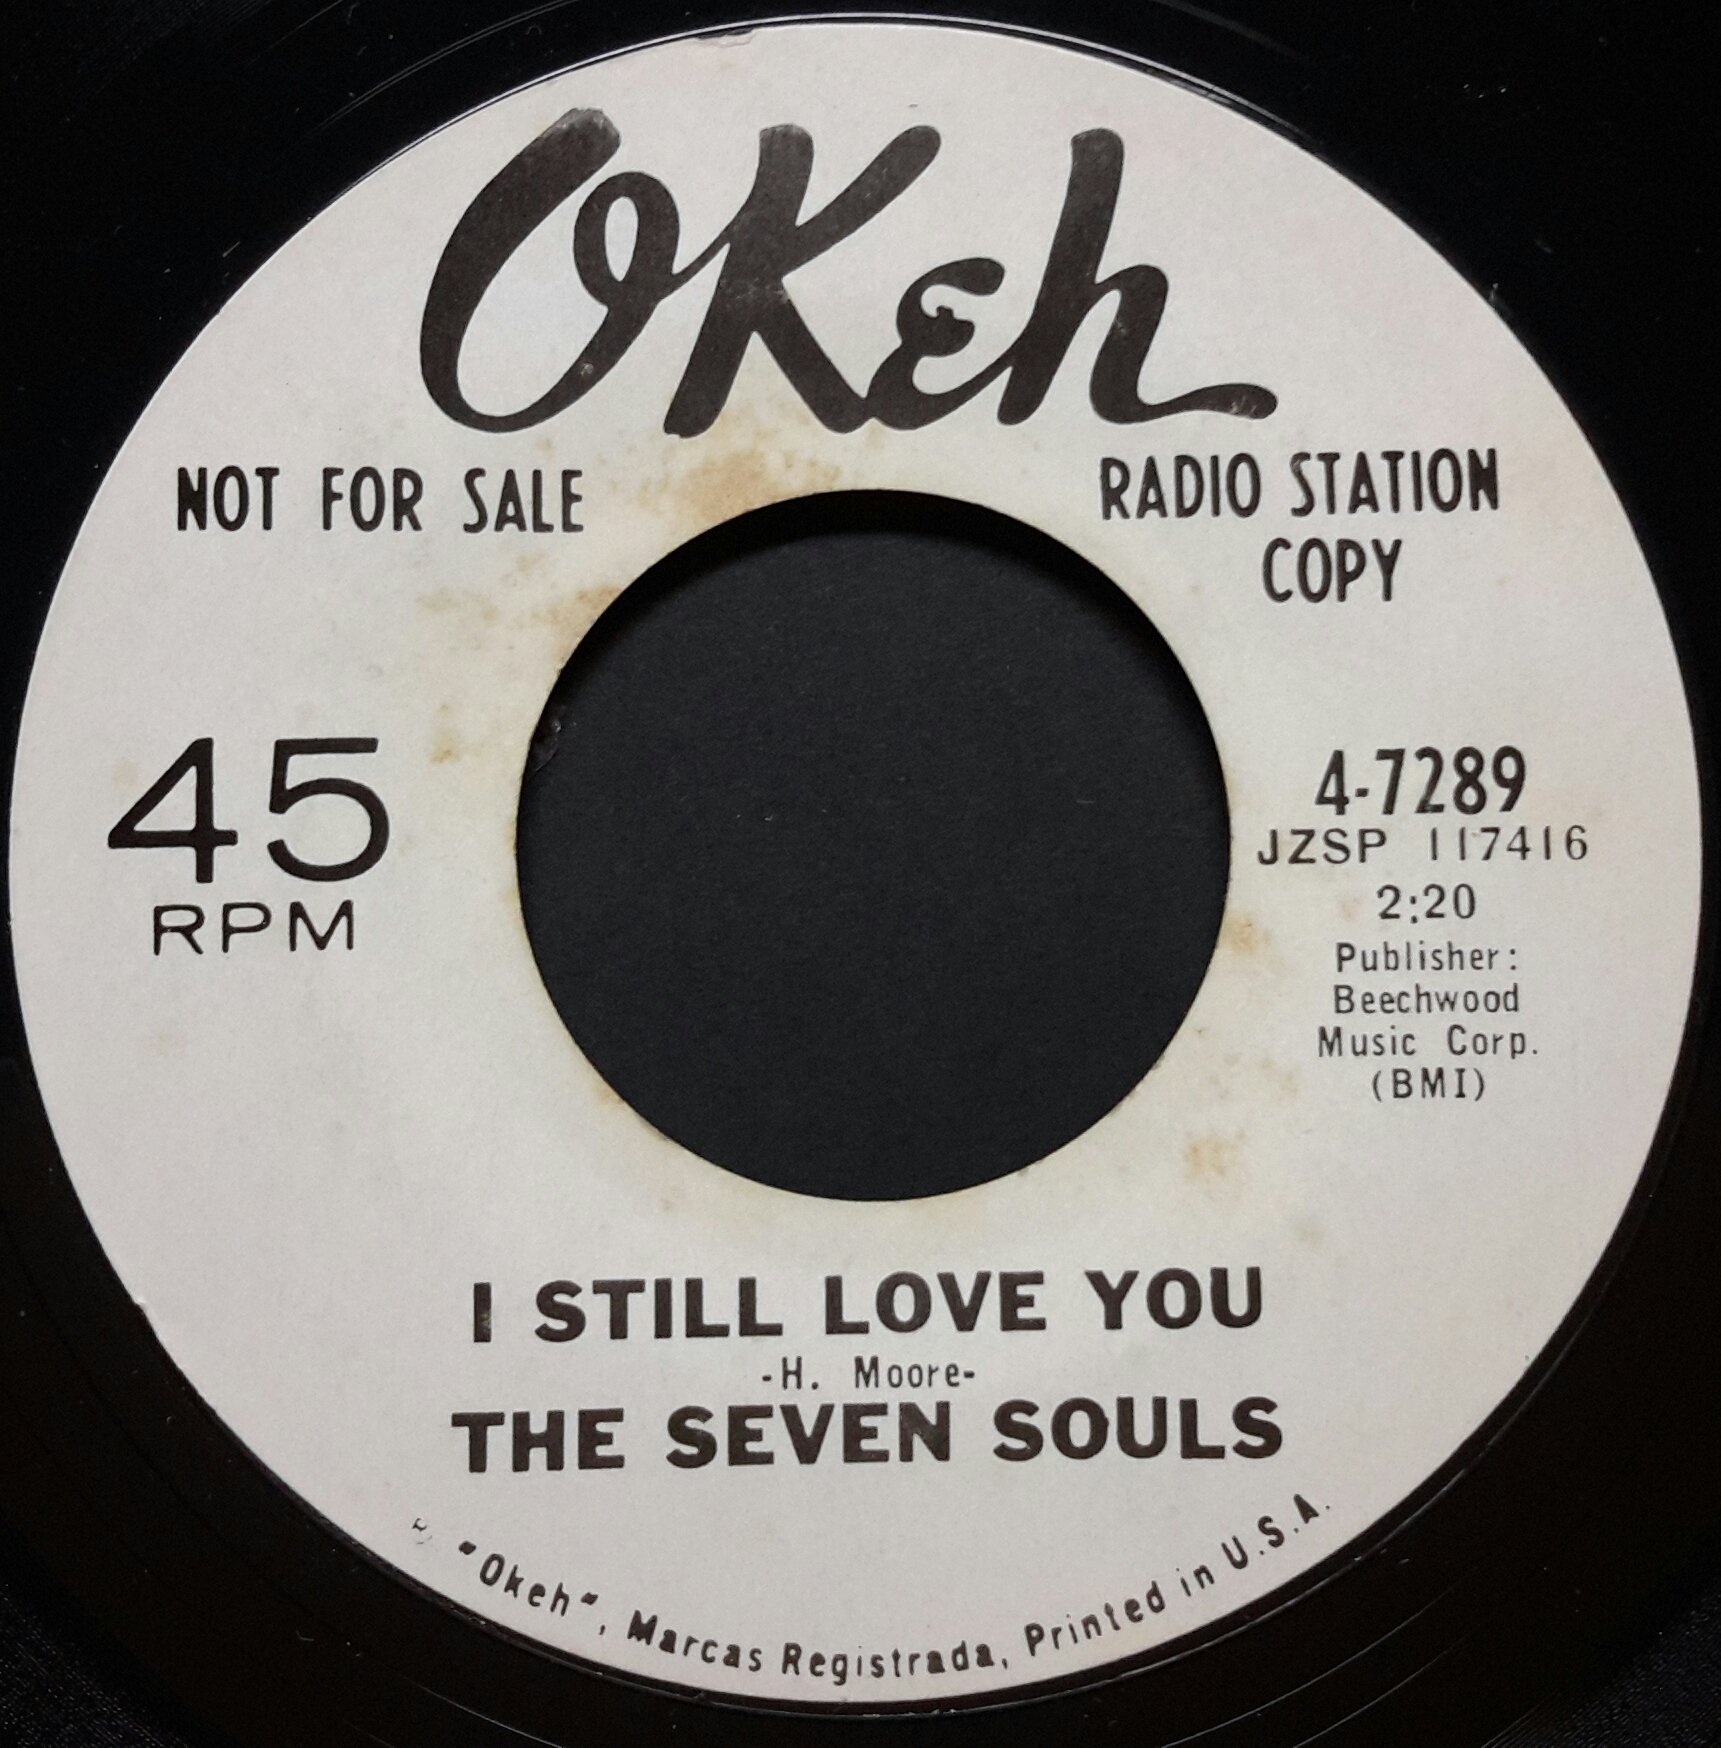 OKeh
NOT FOR SALE
RADIO STATION
COPY
45
RPM
4-7289
JZSP 117416
2:20
Publisher:
Beechwood
Music Corp.
(BMI)
I STILL LOVE YOU
-H. Moore-
THE SEVEN SOULS
"Okeh", Marcas Registrada, Printed in U.S.A.